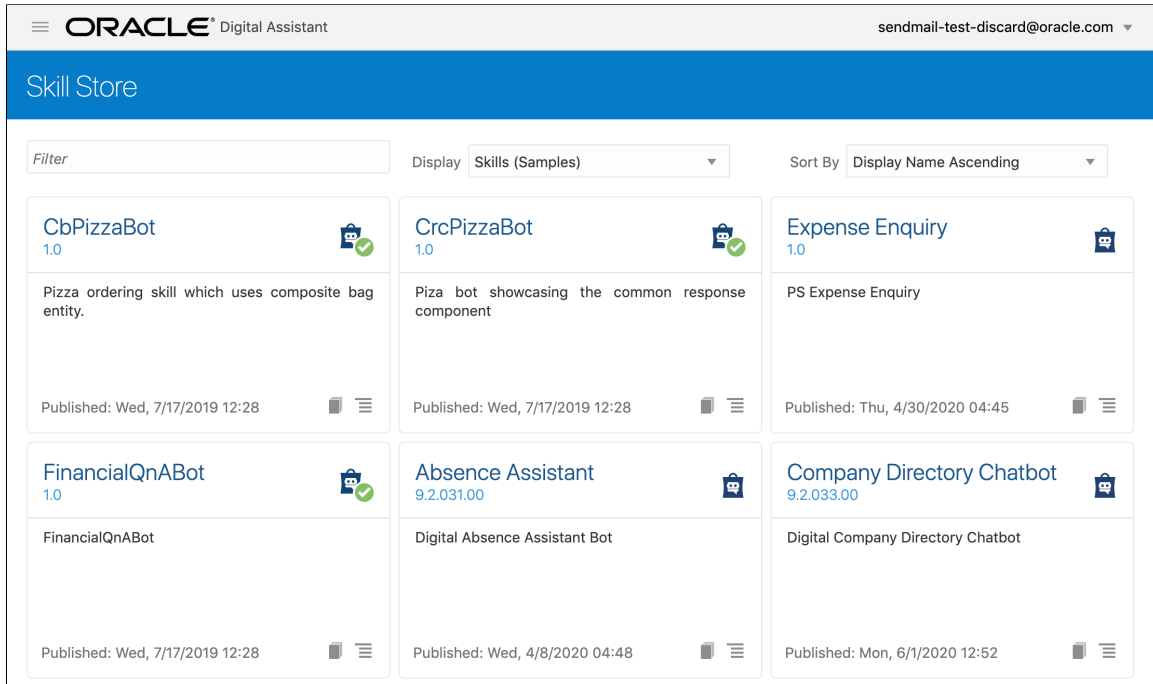 ORACLE® Digital Assistant
sendmail-test-discard@oracle.com
Skill Store
Filter
Display Skills (Samples)
Sort By Display Name Ascending
CbPizzaBot
1.0
Pizza ordering skill which uses composite bag
entity.
Published: Wed, 7/17/2019 12:28
CrcPizzaBot
1.0
Piza bot showcasing the common response
component
Published: Wed, 7/17/2019 12:28
Expense Enquiry
1.0
PS Expense Enquiry
Published: Thu, 4/30/2020 04:45
FinancialQnABot
1.0
FinancialQnABot
Published: Wed, 7/17/2019 12:28
Absence Assistant
9.2.031.00
Digital Absence Assistant Bot
Published: Wed, 4/8/2020 04:48
Company Directory Chatbot
9.2.033.00
Digital Company Directory Chatbot
Published: Mon, 6/1/2020 12:52